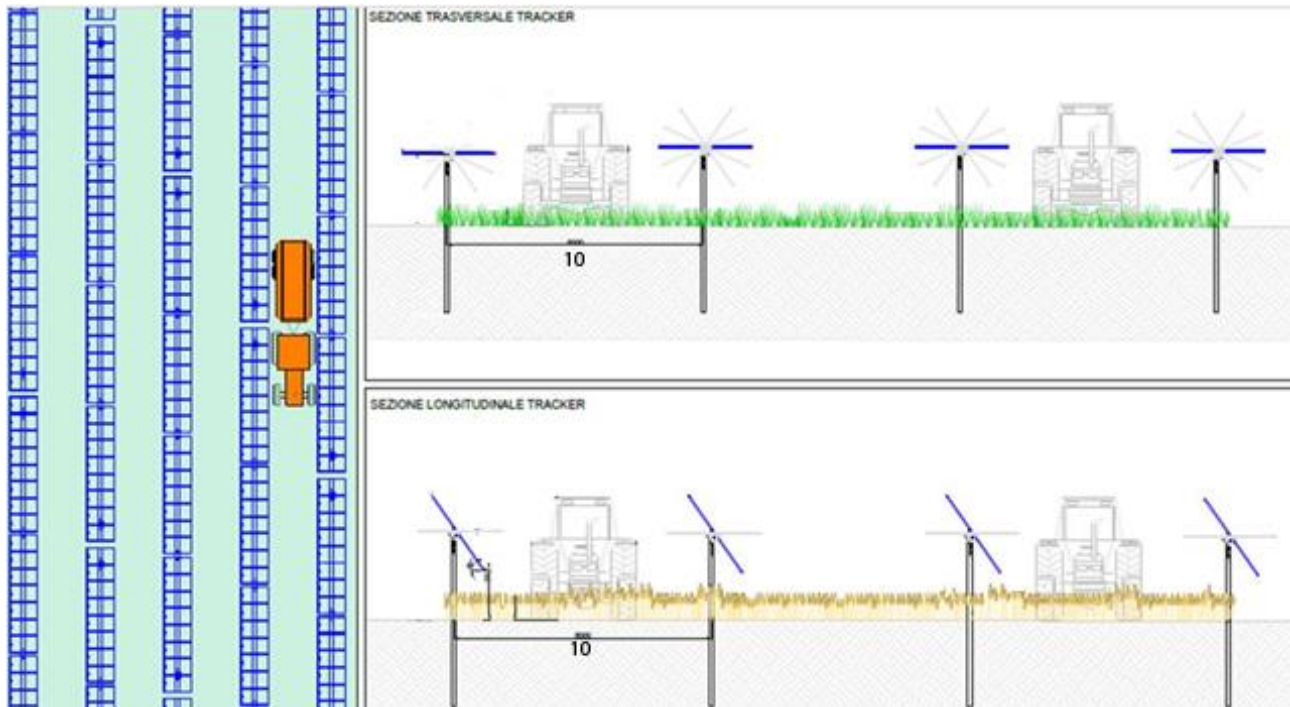 SEZIONE TRASVERSALE TRACKER
10
SEZIONE LONGITUDINALE TRACKER
10